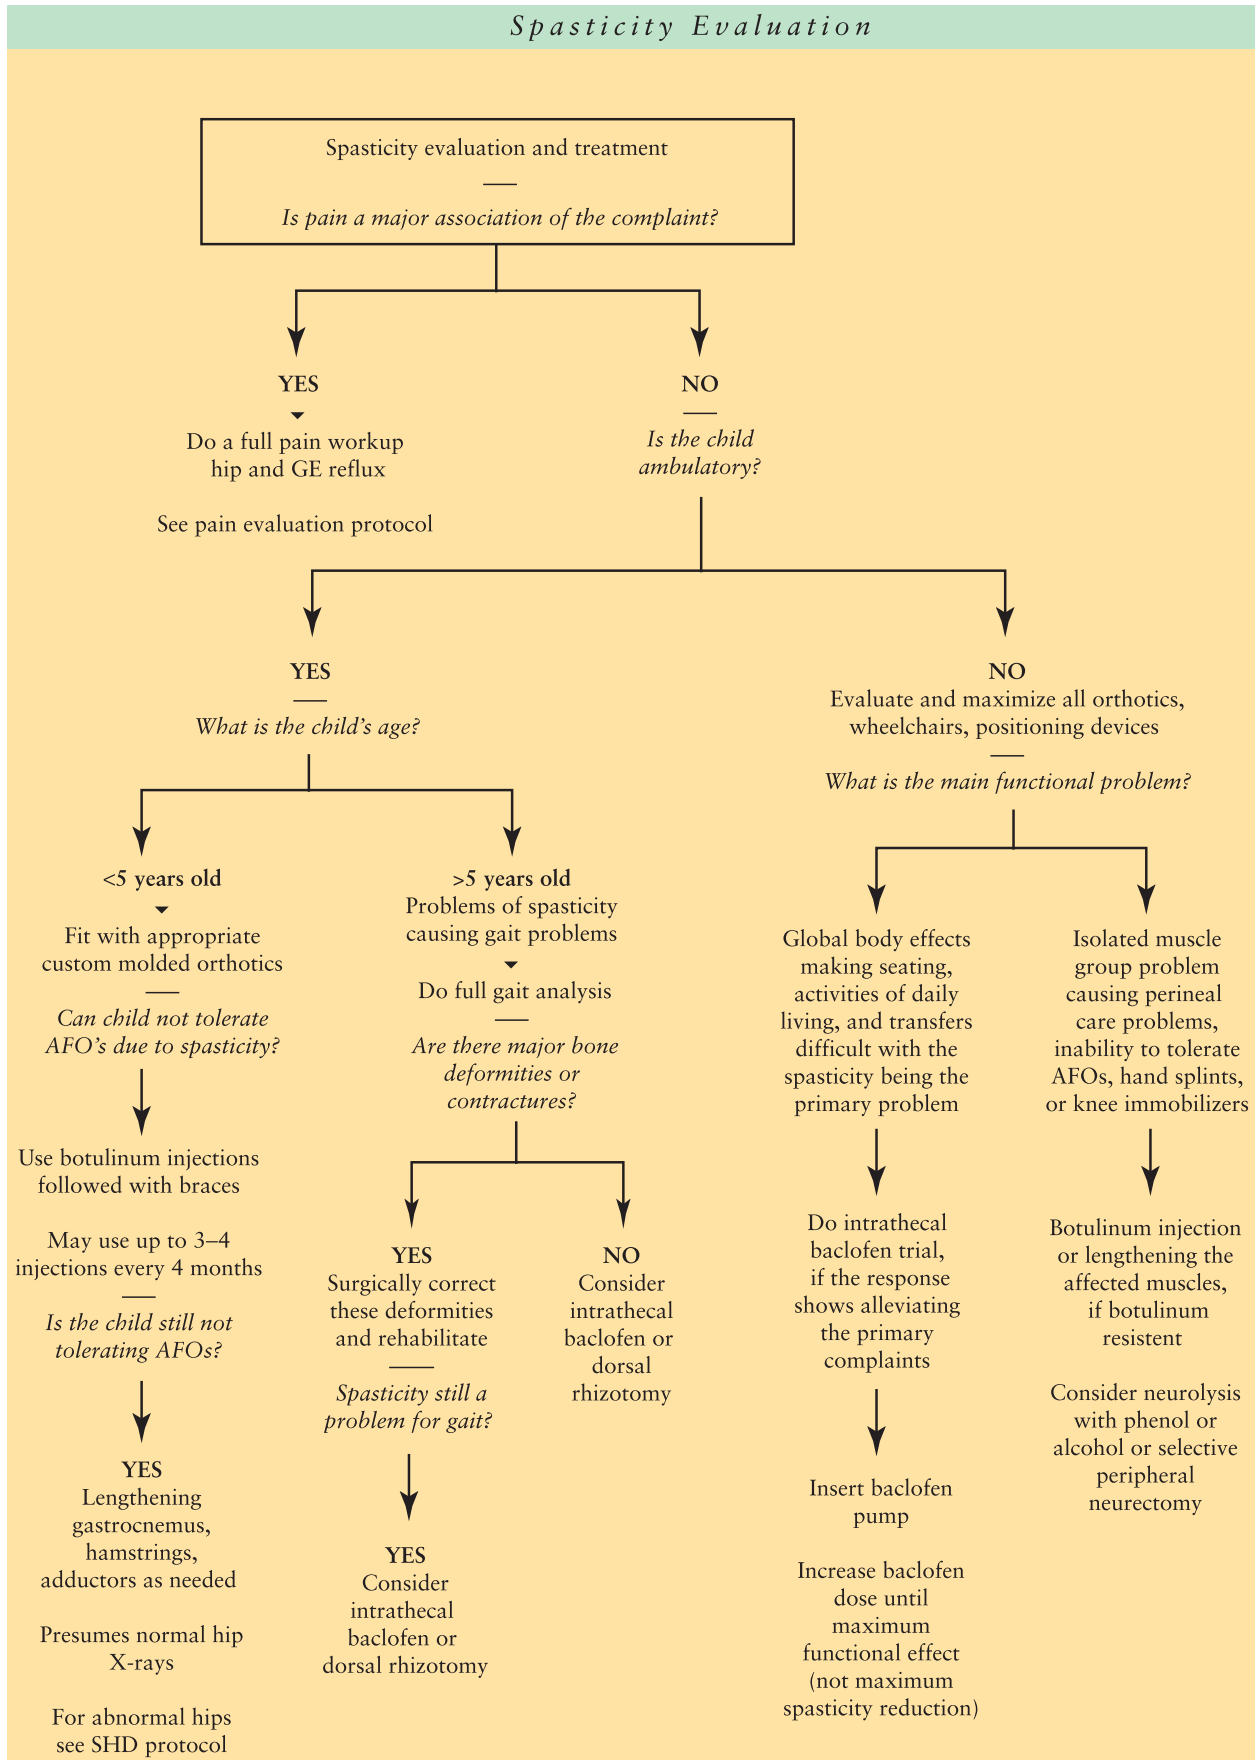 Spasticity Evaluation
Spasticity evaluation and treatment
Is pain a major association of the complaint?
YES
Do a full pain workup
hip and GE reflux
See pain evaluation protocol
NO
Is the child
ambulatory?
YES
What is the child's age?
NO
Evaluate and maximize all orthotics,
wheelchairs, positioning devices
What is the main functional problem?
<5 years old
Fit with appropriate
custom molded orthotics
Can child not tolerate
AFO's due to spasticity?
Use botulinum injections
followed with braces
May use up to 3–4
injections every 4 months
Is the child still not
tolerating AFOs?
YES
Lengthening
gastrocnemus,
hamstrings,
adductors as needed
Presumes normal hip
X-rays
For abnormal hips
see SHD protocol
>5 years old
Problems of spasticity
causing gait problems
Do full gait analysis
Are there major bone
deformities or
contractures?
YES
Surgically correct
these deformities
and rehabilitate
Spasticity still a
problem for gait?
YES
Consider
intrathecal
baclofen or
dorsal rhizotomy
NO
Consider
intrathecal
baclofen or
dorsal
rhizotomy
Global body effects
making seating,
activities of daily
living, and transfers
difficult with the
spasticity being the
primary problem
Do intrathecal
baclofen trial,
if the response
shows alleviating
the primary
complaints
Insert baclofen
pump
Increase baclofen
dose until
maximum
functional effect
(not maximum
spasticity reduction)
Isolated muscle
group problem
causing perineal
care problems,
inability to tolerate
AFOs, hand splints,
or knee immobilizers
Botulinum injection
or lengthening the
affected muscles,
if botulinum
resistent
Consider neurolysis
with phenol or
alcohol or selective
peripheral
neurectomy